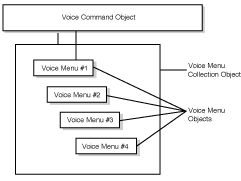 Voice Command Object
Voice Menu #1
Voice Menu
Collection Object
Voice Menu #2
Voice Menu
Objects
Voice Menu #3
Voice Menu #4